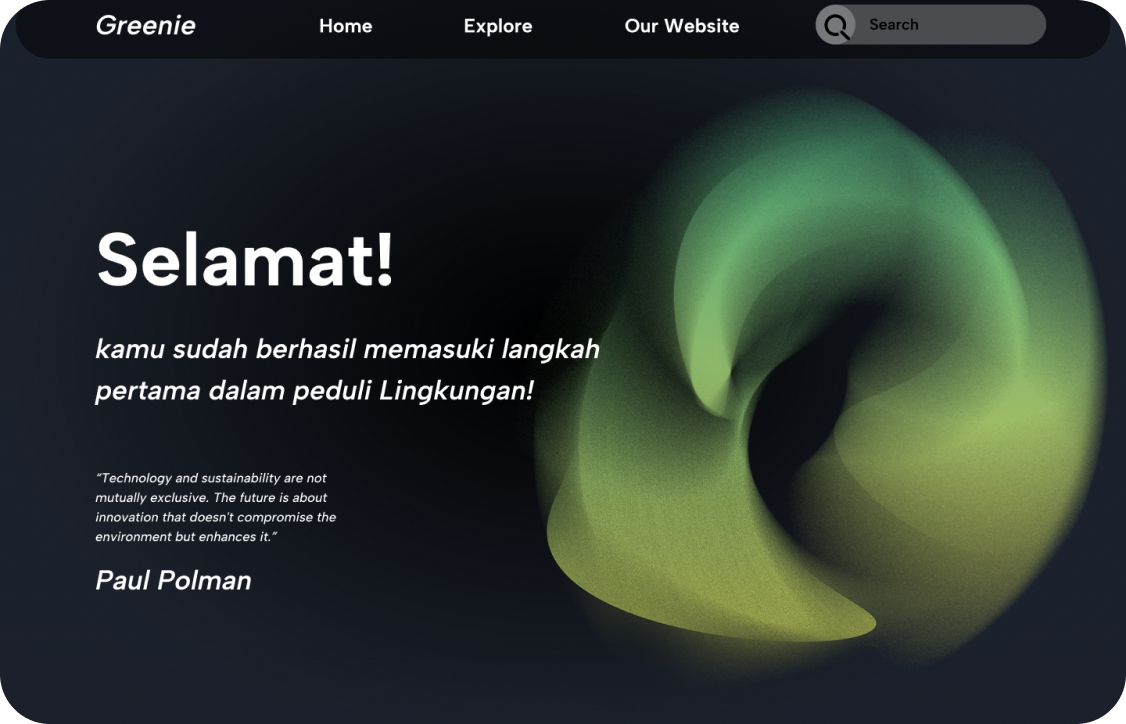 Greenie
Home
Explore
Our Website
Search
Selamat!
kamu sudah berhasil memasuki langkah
pertama dalam peduli Lingkungan!
“Technology and sustainability are not
mutually exclusive. The future is about
innovation that doesn't compromise the
environment but enhances it.”
Paul Polman